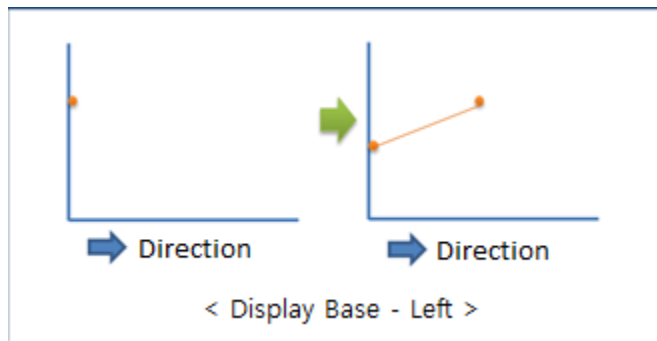 Direction
Direction
< Display Base - Left >